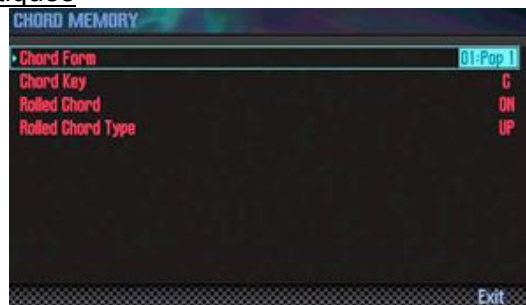 CHORD MEMORY
Chord Form 01:Pop 1
Chord Key C
Rolled Chord ON
Rolled Chord Type UP
Exit